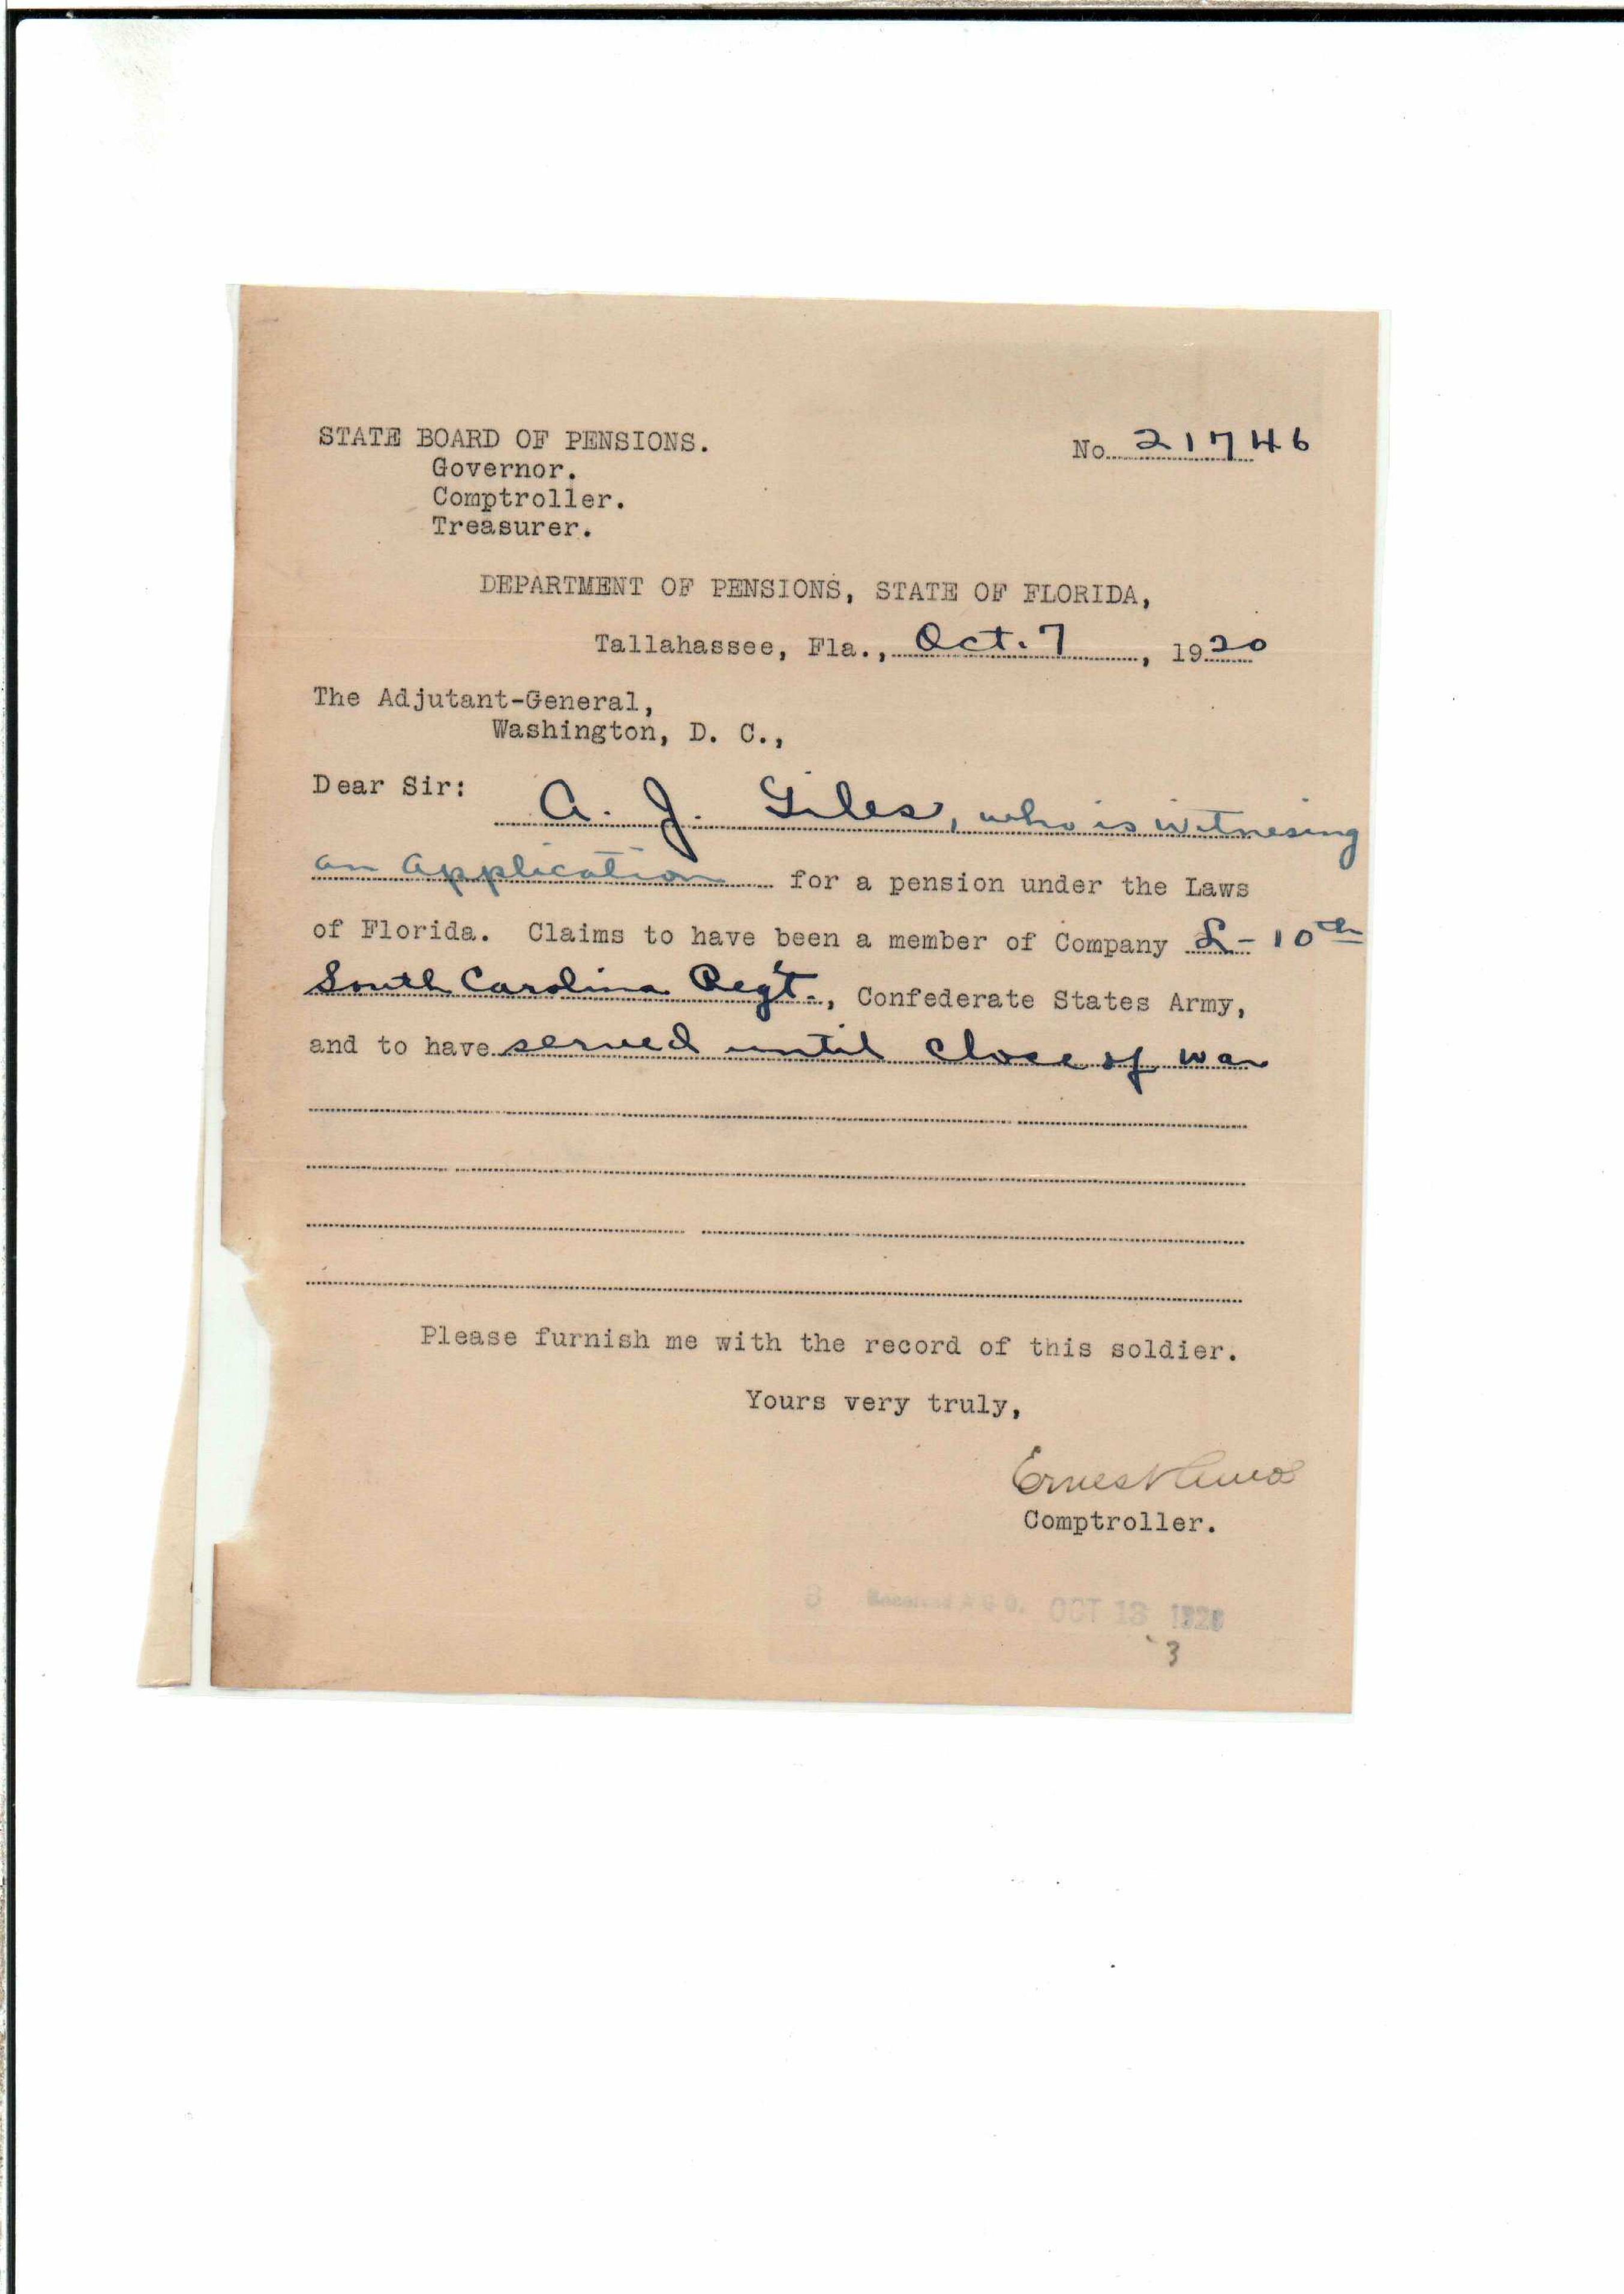 STATE BOARD OF PENSIONS.
No. 21746
Governor.
Comptroller.
Treasurer.
DEPARTMENT OF PENSIONS, STATE OF FLORIDA,
Tallahassee, Fla., Oct. 7, 1920
The Adjutant-General,
Washington, D. C.,
Dear Sir:
A. J. Giles, who is witnesing
an application for a pension under the Laws
of Florida. Claims to have been a member of Company L - 10th
South Carolina Regt., Confederate States Army,
and to have served until close of war
Please furnish me with the record of this soldier.
Yours very truly,
Ernest Amos
Comptroller.
Received A G O. OCT 13 1920
3